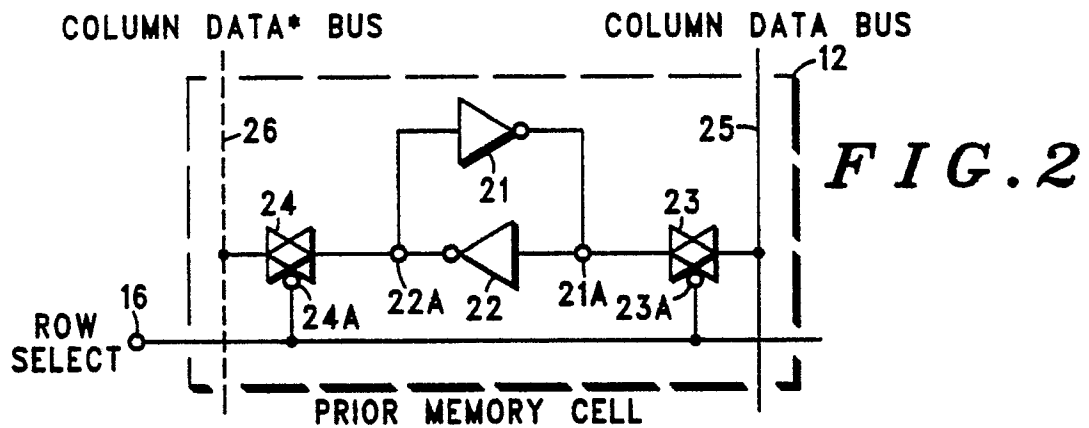 COLUMN DATA* BUS
COLUMN DATA BUS
12
26
25
FIG.2
21
24
23
22A
22
21A
23A
24A
16
ROW
SELECT
PRIOR MEMORY CELL